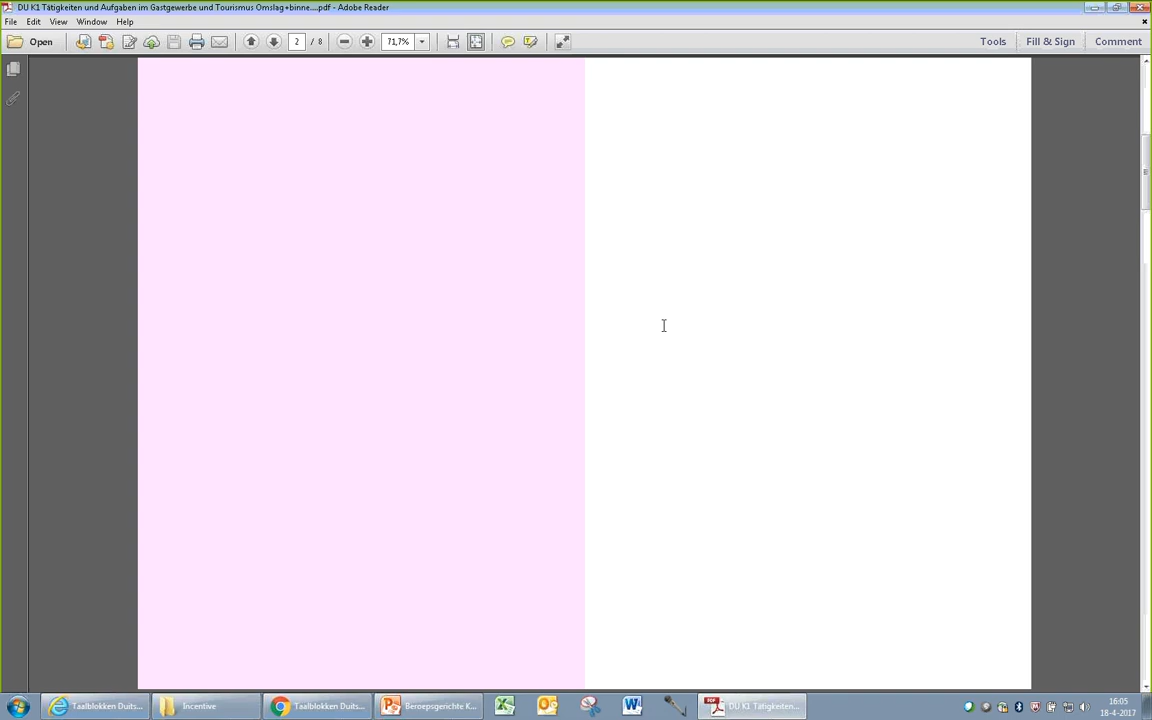 DU K1 Tätigkeiten und Aufgaben im Gastgewerbe und Tourismus Omslag+binne....pdf - Adobe Reader
File Edit View Window Help
Open 2 / 8 71,7% Tools Fill & Sign Comment
Taalblokken Duits... Incentive Taalblokken Duits... Beroepsgerichte K... DU K1 Tätigkeiten... 16:05
18-4-2017